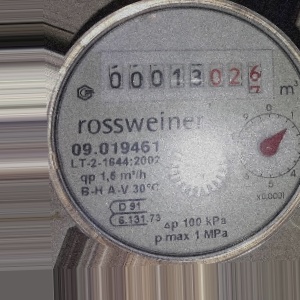 00013026 m³
rossweiner
09.019461
LT-2-1644:2002
qp 1,5 m³/h
B-H A-V 30°C
x0,0001
D 91
6.131.73
Δp 100 kPa
p max 1 MPa